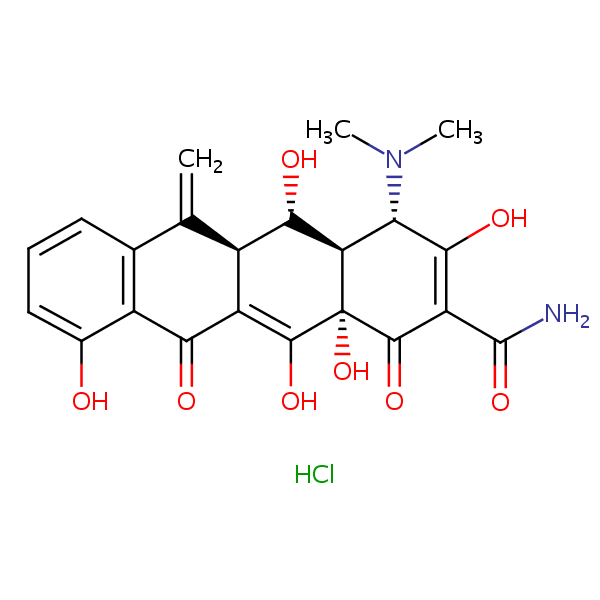 H₃C CH₃
CH₂ OH N
OH
NH₂
OH
OH O OH O O
HCl